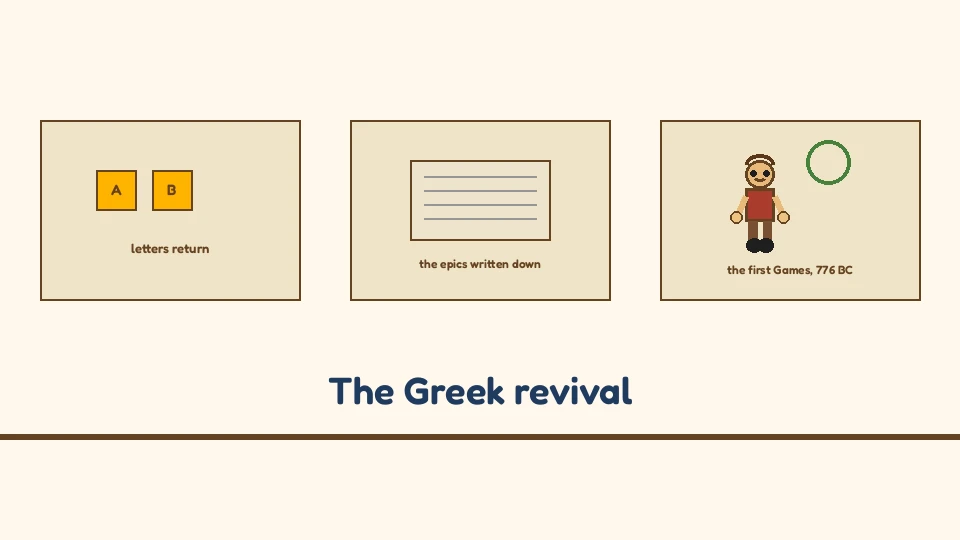 A
B
letters return
the epics written down
the first Games, 776 BC
The Greek revival